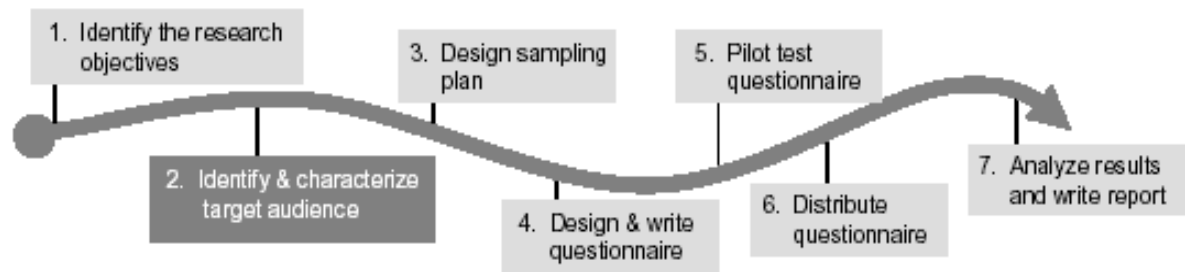 1. Identify the research
objectives
2. Identify & characterize
target audience
3. Design sampling
plan
4. Design & write
questionnaire
5. Pilot test
questionnaire
6. Distribute
questionnaire
7. Analyze results
and write report